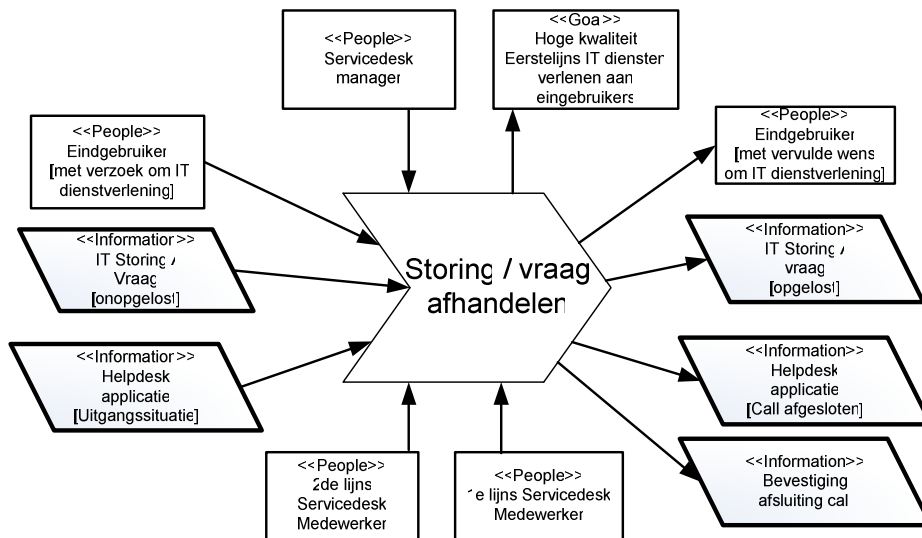 <<People>>
Servicedesk
manager
<<Goal>>
Hoge kwaliteit
Eerstelijns IT diensten
verlenen aan
eingebruikers
<<People>>
Eindgebruiker
[met verzoek om IT
dienstverlening]
<<People>>
Eindgebruiker
[met vervulde wens
om IT dienstverlening]
<<Information>>
IT Storing /
Vraag
[onopgelost]
Storing / vraag
afhandelen
<<Information>>
IT Storing /
vraag
[opgelost]
<<Information>>
Helpdesk
applicatie
[Uitgangssituatie]
<<Information>>
Helpdesk
applicatie
[Call afgesloten]
<<People>>
2de lijns
Servicedesk
Medewerker
<<People>>
1e lijns Servicedesk
Medewerker
<<Information>>
Bevestiging
afsluiting call